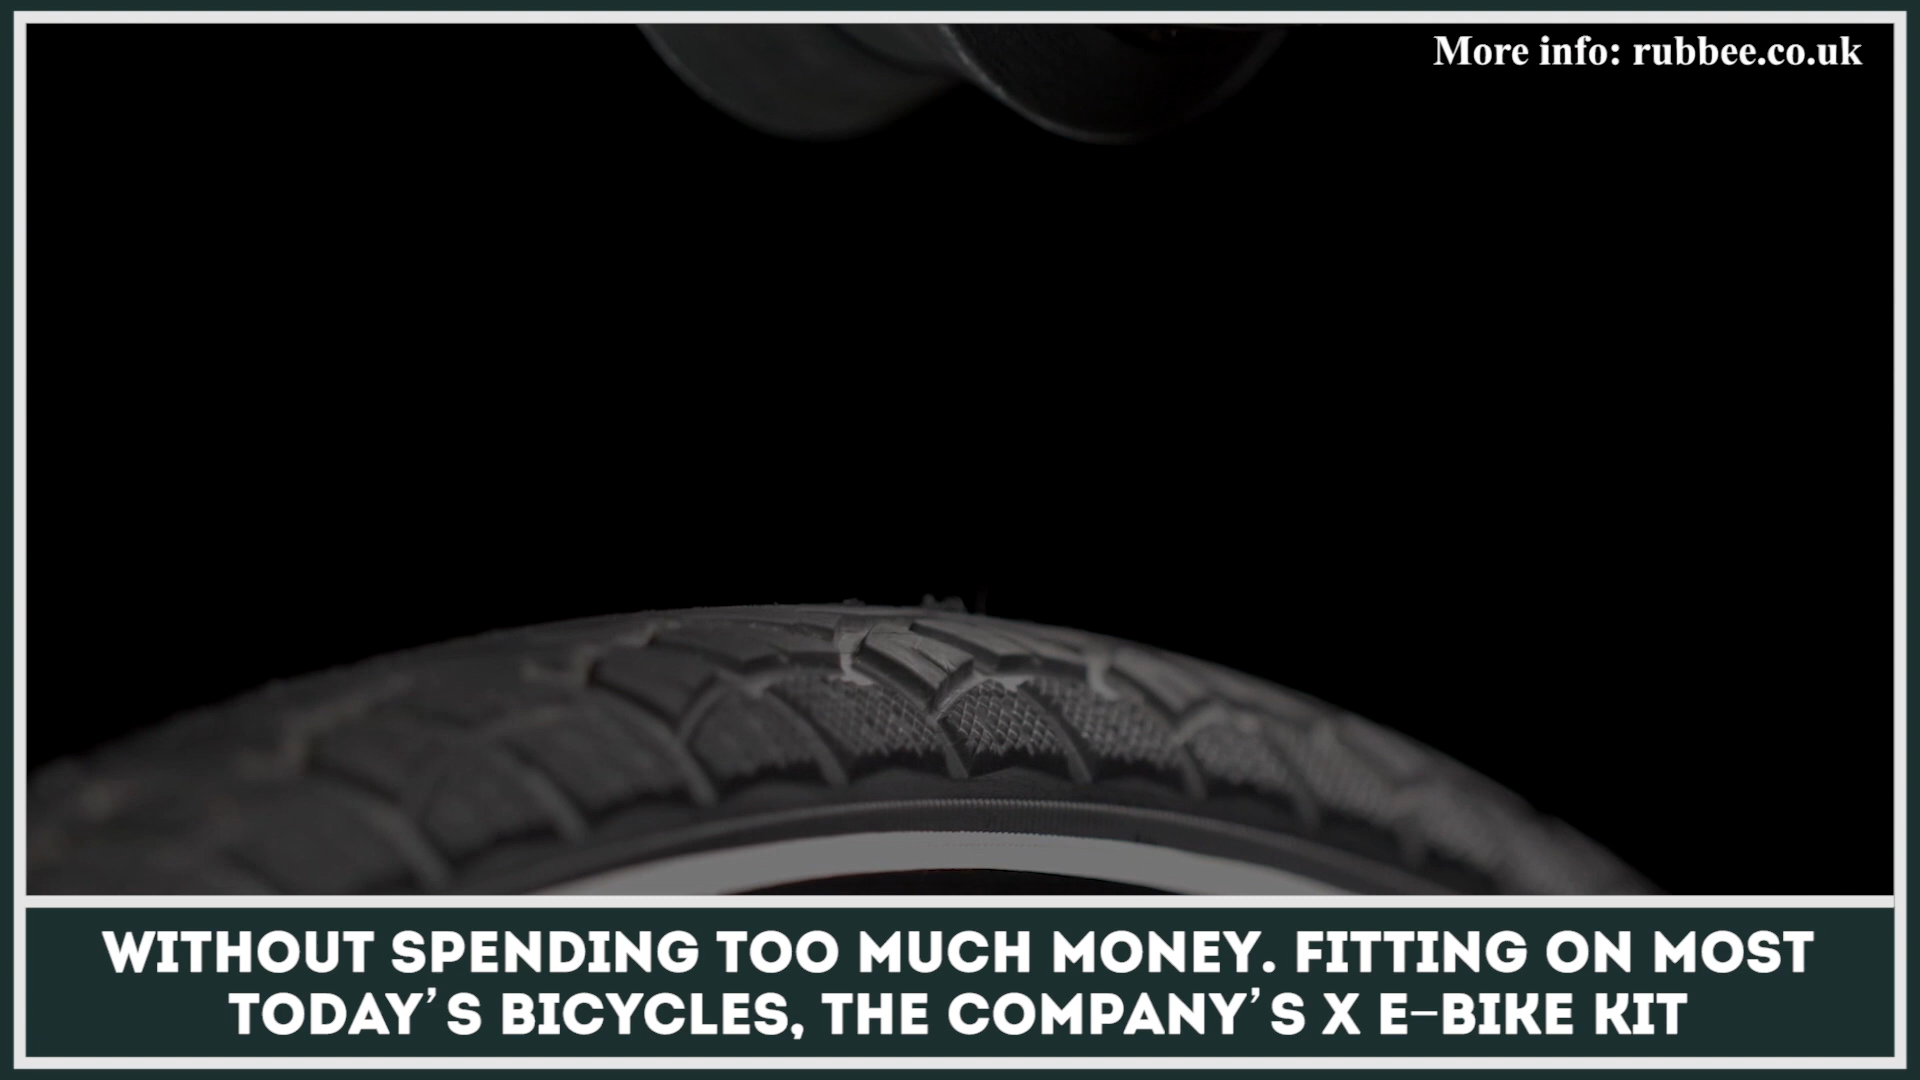 More info: rubbee.co.uk
WITHOUT SPENDING TOO MUCH MONEY. FITTING ON MOST
TODAY’S BICYCLES, THE COMPANY’S X E-BIKE KIT